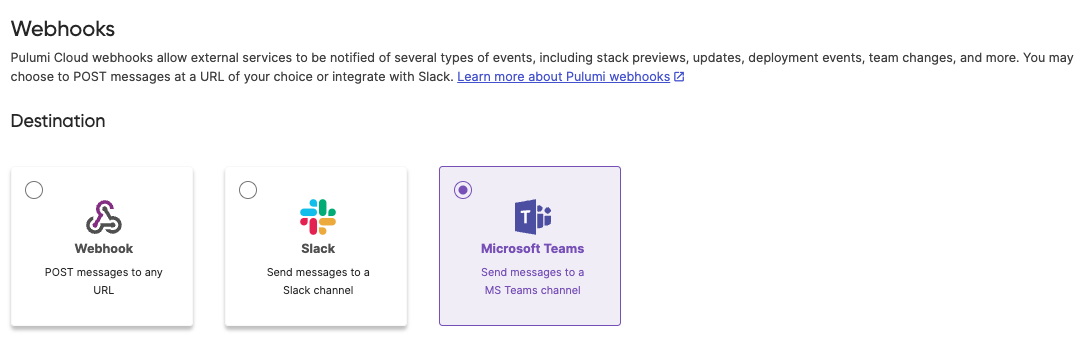 Webhooks
Pulumi Cloud webhooks allow external services to be notified of several types of events, including stack previews, updates, deployment events, team changes, and more. You may
choose to POST messages at a URL of your choice or integrate with Slack. Learn more about Pulumi webhooks
Destination
Webhook
POST messages to any
URL
Slack
Send messages to a
Slack channel
T
Microsoft Teams
Send messages to a
MS Teams channel